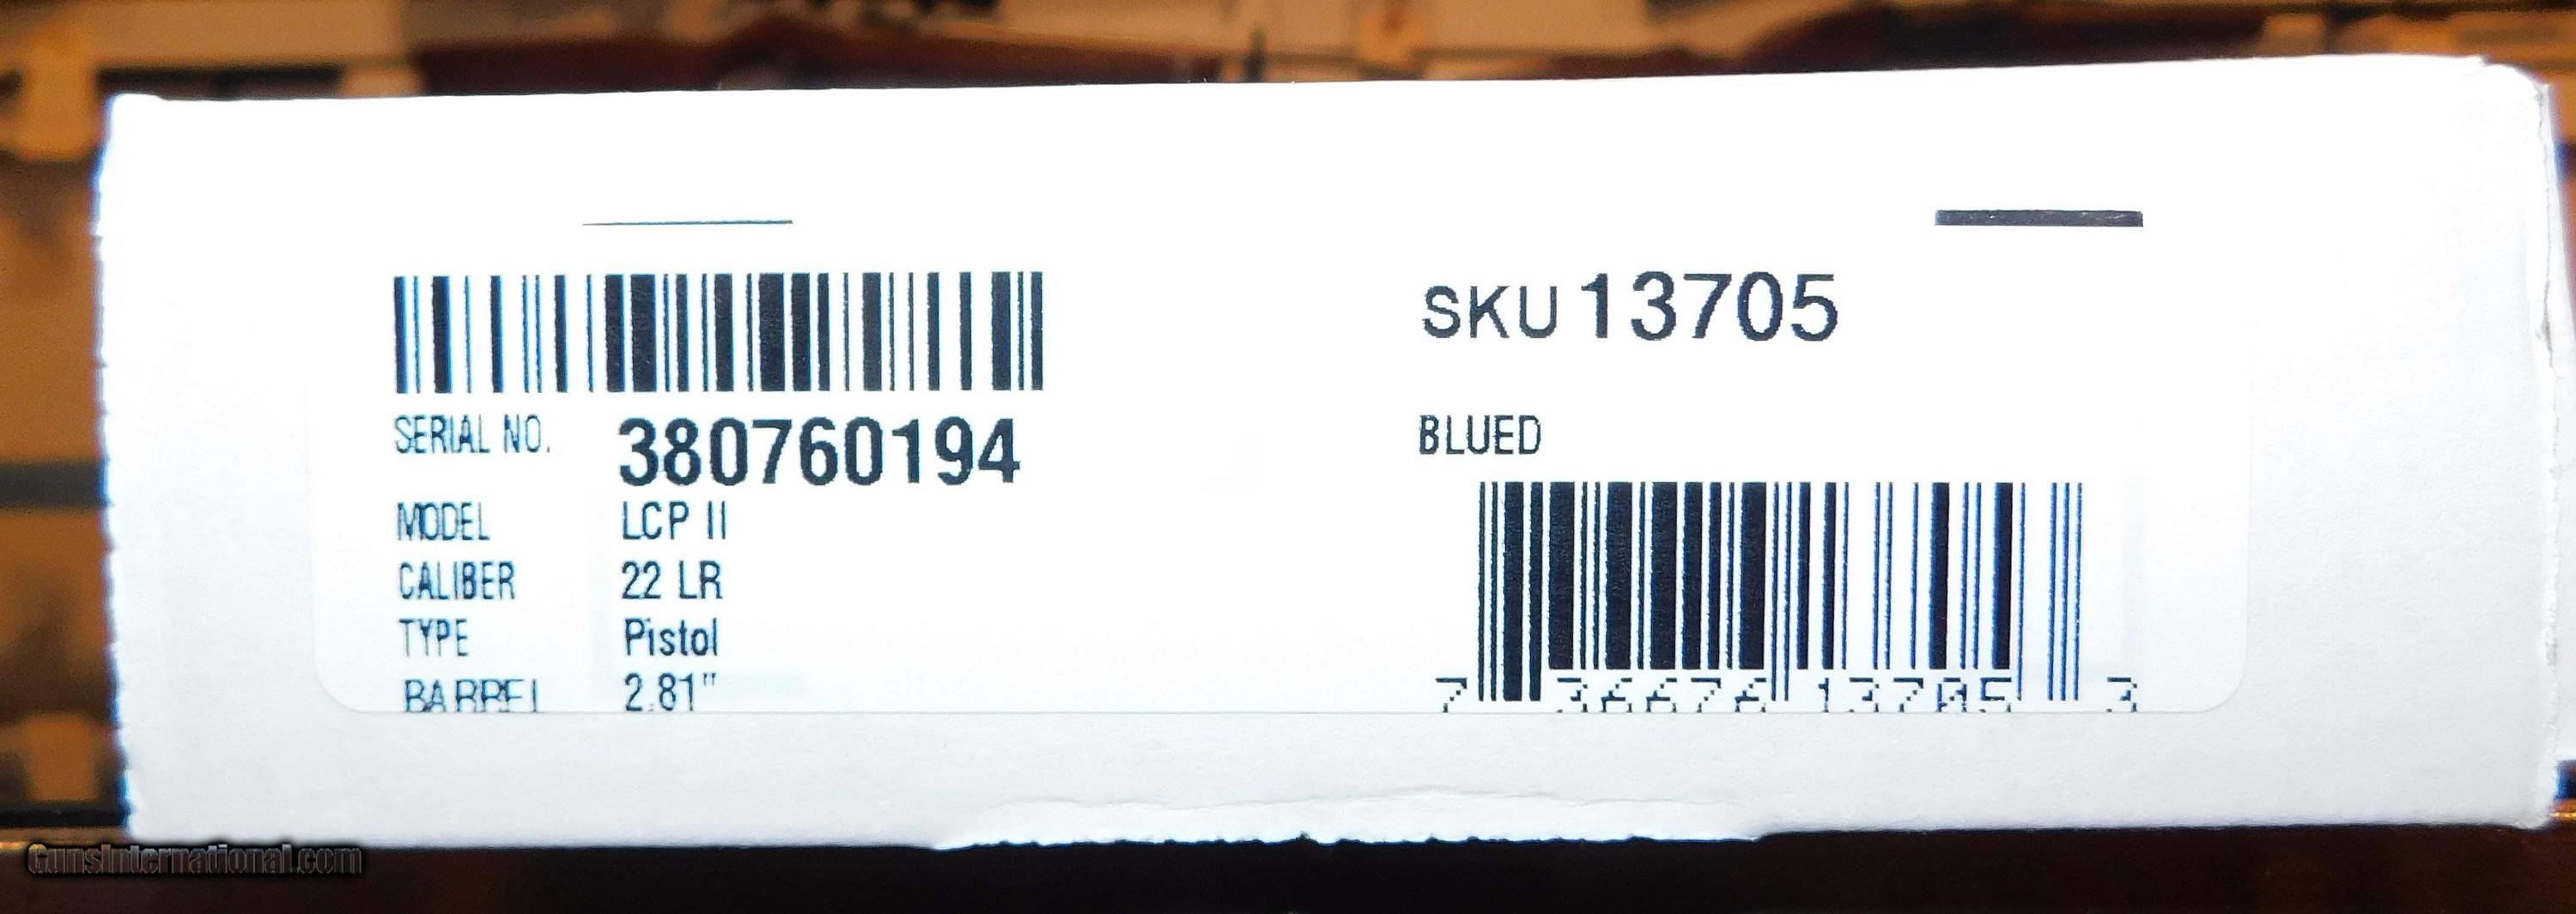 SKU 13705
SERIAL NO. 380760194
BLUED
MODEL LCP II
CALIBER 22 LR
TYPE Pistol
BARREL 2.81"
7 36676 13705 3
GunsInternational.com